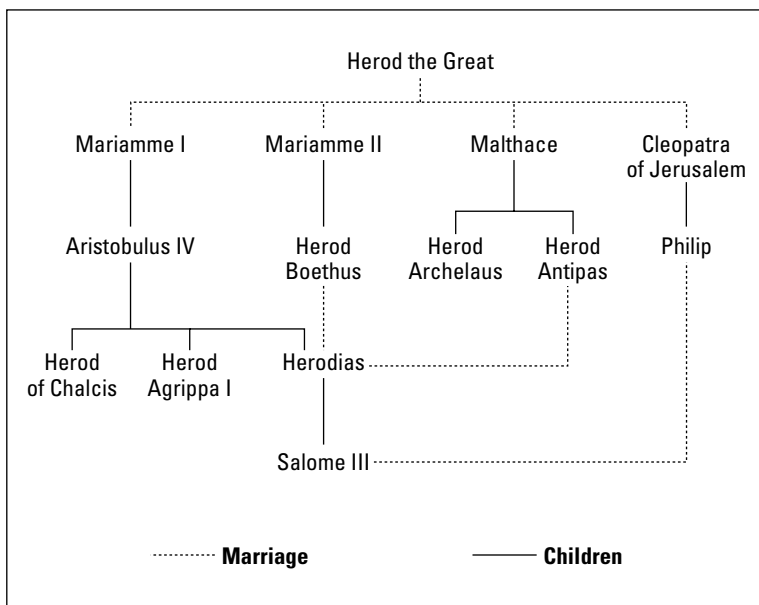 Herod the Great
Mariamme I
Mariamme II
Malthace
Cleopatra
of Jerusalem
Aristobulus IV
Herod
Boethus
Herod
Archelaus
Herod
Antipas
Philip
Herod
of Chalcis
Herod
Agrippa I
Herodias
Salome III
Marriage
Children